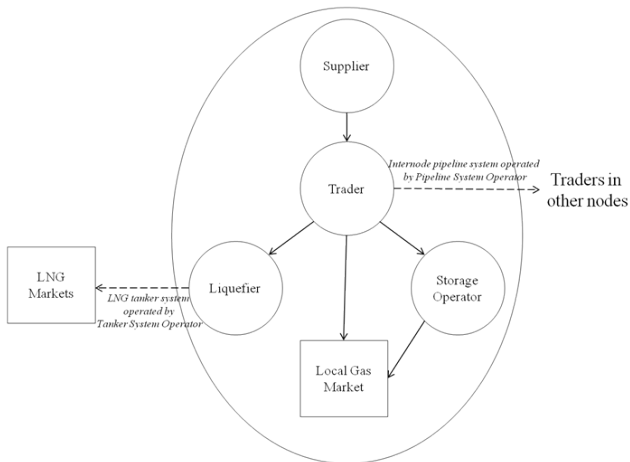 Supplier
Internode pipeline system operated
by Pipeline System Operator
Trader
Traders in
other nodes
LNG
Markets
LNG tanker system
operated by
Tanker System Operator
Liquefier
Storage
Operator
Local Gas
Market